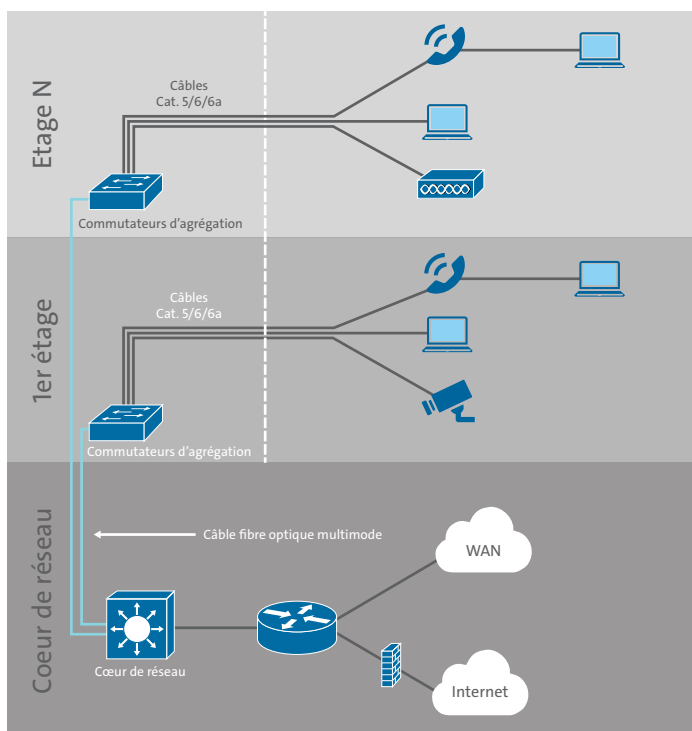 Etage N
Câbles
Cat. 5/6/6a
Commutateurs d'agrégation
1er étage
Câbles
Cat. 5/6/6a
Commutateurs d'agrégation
Coeur de réseau
Câble fibre optique multimode
WAN
Cœur de réseau
Internet